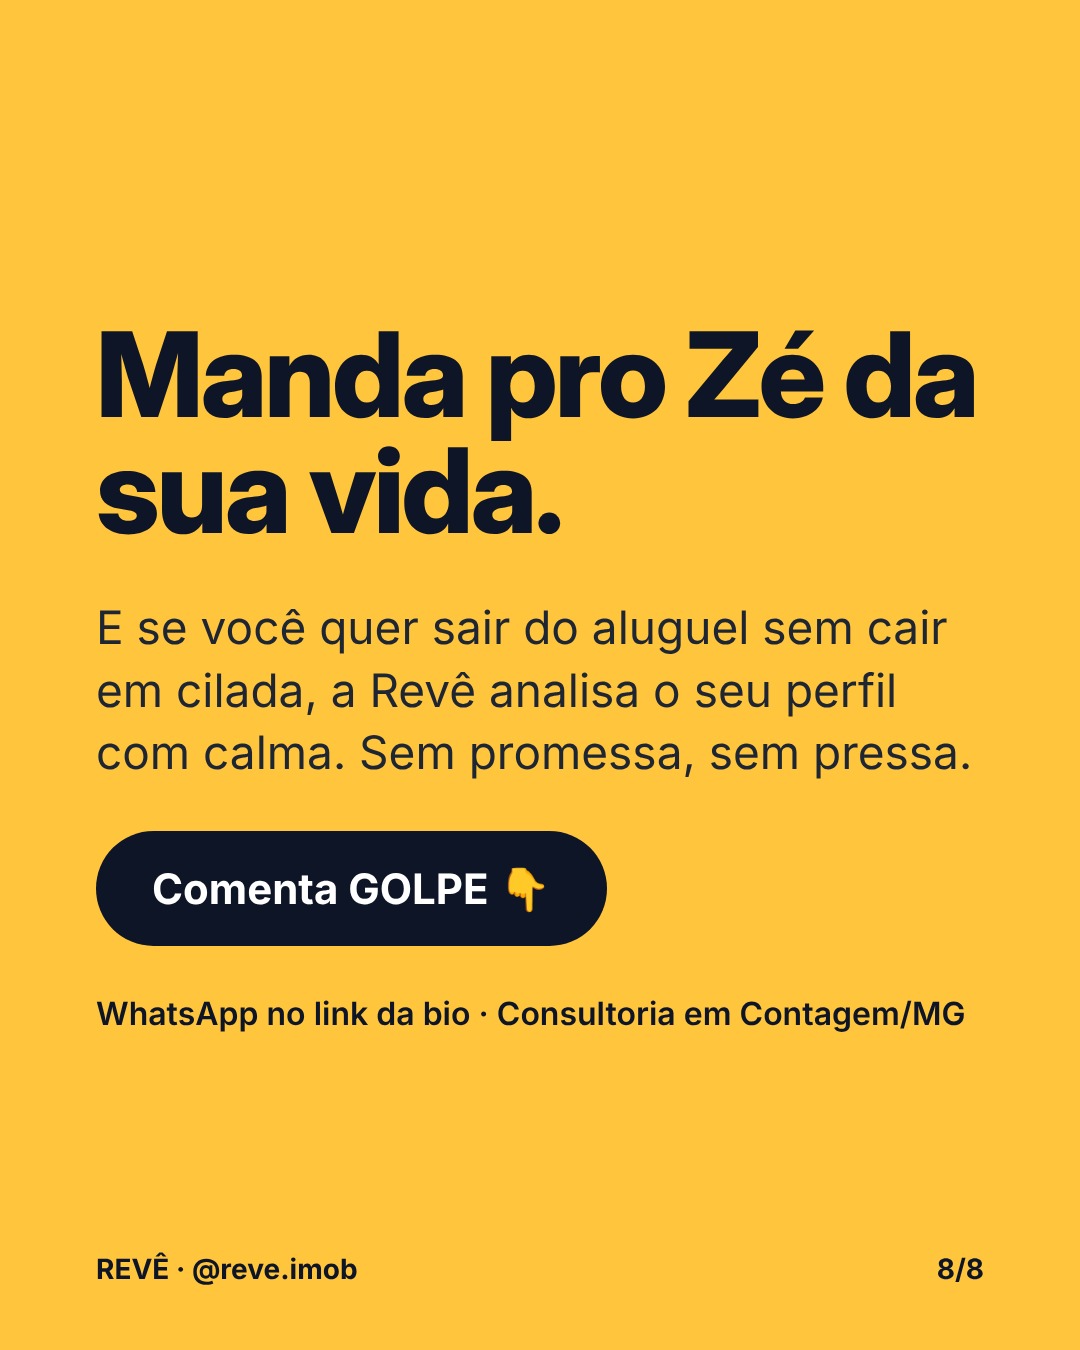 Manda pro Zé da
sua vida.
E se você quer sair do aluguel sem cair
em cilada, a Revê analisa o seu perfil
com calma. Sem promessa, sem pressa.
Comenta GOLPE 👇
WhatsApp no link da bio · Consultoria em Contagem/MG
REVÊ · @reve.imob
8/8